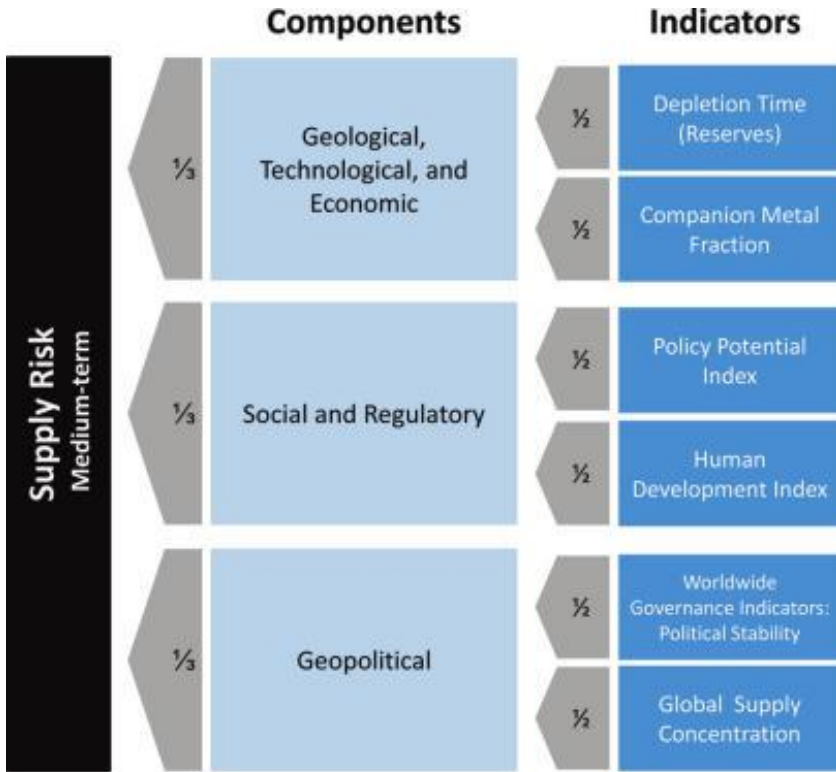 Components
Indicators
Supply Risk
Medium-term
⅓
Geological,
Technological, and
Economic
½
Depletion Time
(Reserves)
½
Companion Metal
Fraction
⅓
Social and Regulatory
½
Policy Potential
Index
½
Human
Development Index
⅓
Geopolitical
½
Worldwide
Governance Indicators:
Political Stability
½
Global Supply
Concentration